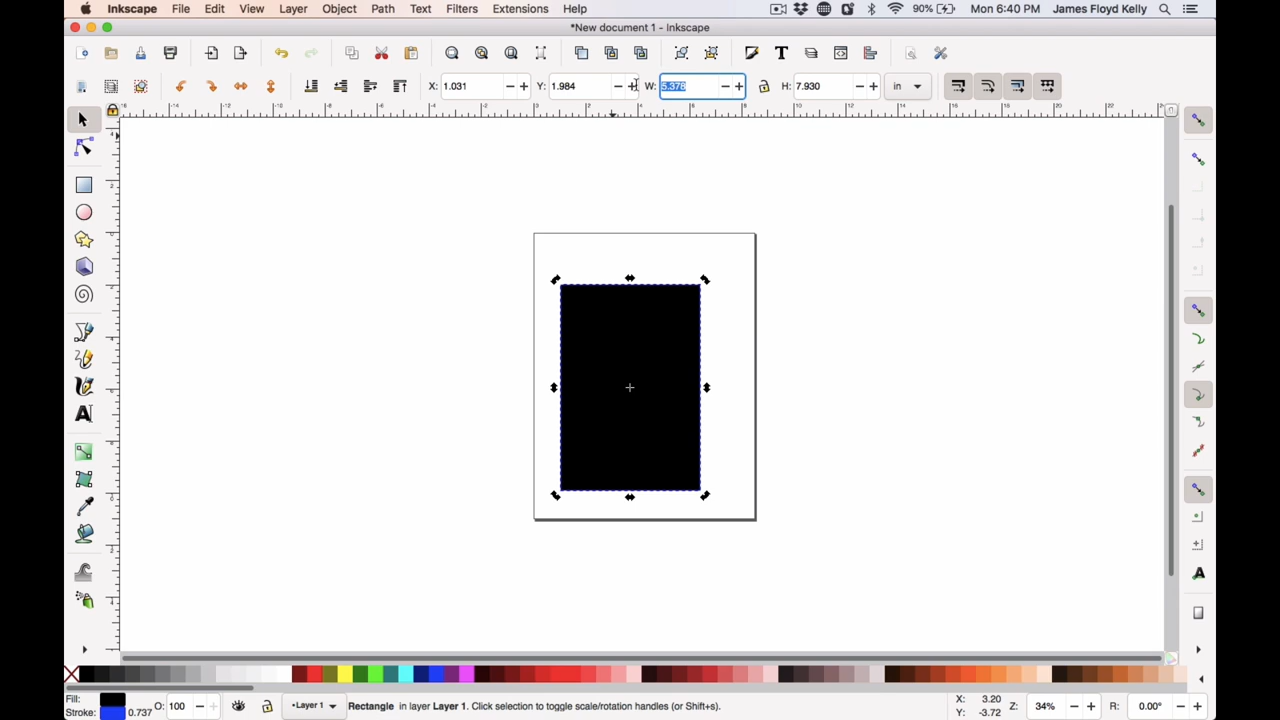 Inkscape File Edit View Layer Object Path Text Filters Extensions Help 90% Mon 6:40 PM James Floyd Kelly
*New document 1 - Inkscape
X: 1.031 Y: 1.984 W: 5.378 H: 7.930 in
Fill: O: 100 •Layer 1 Rectangle in layer Layer 1. Click selection to toggle scale/rotation handles (or Shift+s). X: 3.20 Z: 34% R: 0.00°
Stroke: 0.737 Y: -3.72